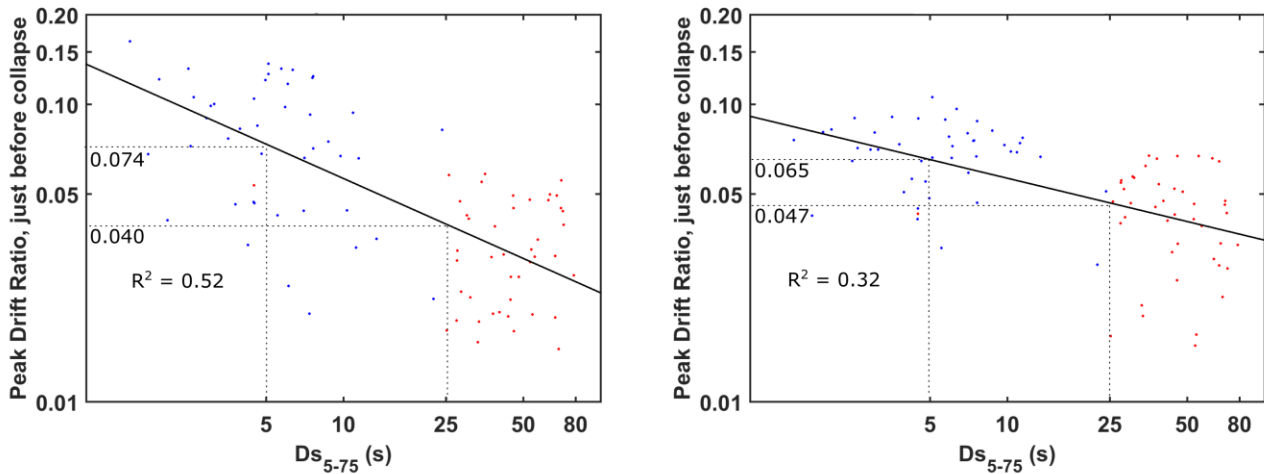 Peak Drift Ratio, just before collapse
0.20
0.15
0.10
0.05
0.01
0.074
0.040
R² = 0.52
5 10 25 50 80
Ds₅₋₇₅ (s)
Peak Drift Ratio, just before collapse
0.20
0.15
0.10
0.05
0.01
0.065
0.047
R² = 0.32
5 10 25 50 80
Ds₅₋₇₅ (s)